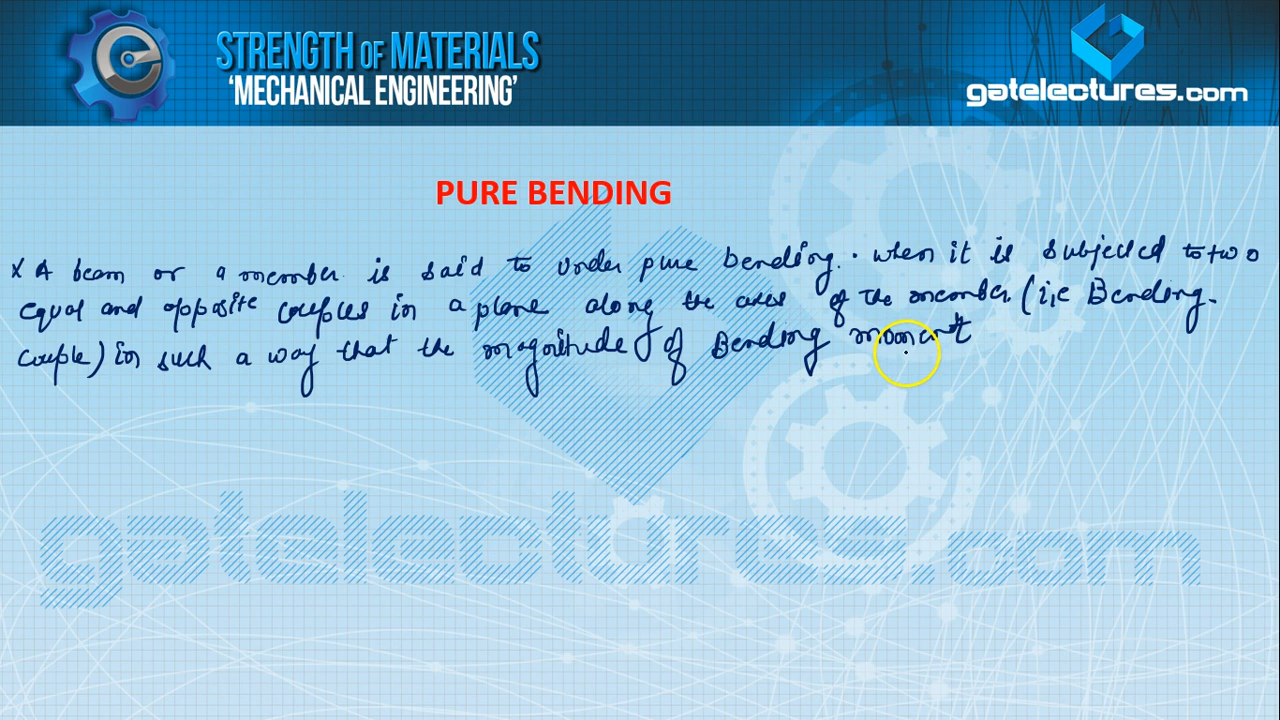 STRENGTH OF MATERIALS
'MECHANICAL ENGINEERING'
gatelectures.com
PURE BENDING
x A beam or a member is said to under pure bending. when it is subjected to two
equal and opposite couples in a plane along the axes of the member (i,e Bending.
couple) in such a way that the magnitude of Bending moment
gatelectures.com